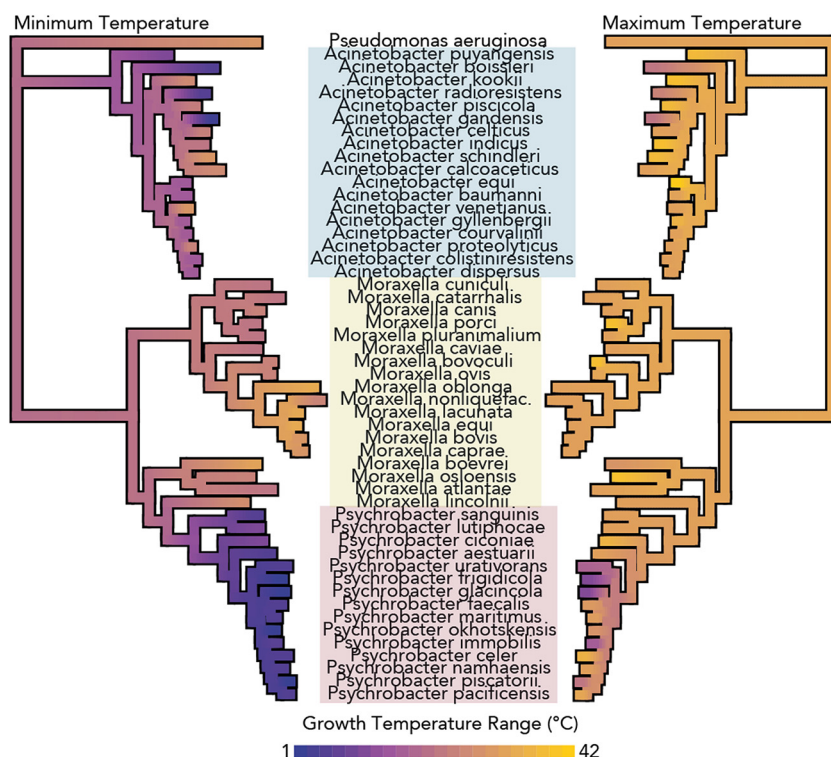 Minimum Temperature
Maximum Temperature
Pseudomonas aeruginosa
Acinetobacter puyangensis
Acinetobacter boissieri
Acinetobacter kookii
Acinetobacter radioresistens
Acinetobacter piscicola
Acinetobacter gandensis
Acinetobacter celticus
Acinetobacter indicus
Acinetobacter schindleri
Acinetobacter calcoaceticus
Acinetobacter equi
Acinetobacter baumanni
Acinetobacter venetianus
Acinetobacter gyllenbergii
Acinetobacter courvalinii
Acinetobacter proteolyticus
Acinetobacter colistiniresistens
Acinetobacter dispersus
Moraxella cuniculi
Moraxella catarrhalis
Moraxella canis
Moraxella porci
Moraxella pluranimalium
Moraxella caviae
Moraxella bovoculi
Moraxella ovis
Moraxella oblonga
Moraxella nonliquefac.
Moraxella lacunata
Moraxella equi
Moraxella bovis
Moraxella caprae
Moraxella boevrei
Moraxella osloensis
Moraxella atlantae
Moraxella lincolnii
Psychrobacter sanguinis
Psychrobacter lutiphocae
Psychrobacter ciconiae
Psychrobacter aestuarii
Psychrobacter urativorans
Psychrobacter frigidicola
Psychrobacter glacincola
Psychrobacter faecalis
Psychrobacter maritimus
Psychrobacter okhotskensis
Psychrobacter immobilis
Psychrobacter celer
Psychrobacter namhaensis
Psychrobacter piscatorii
Psychrobacter pacificensis
Growth Temperature Range (°C)
1 42